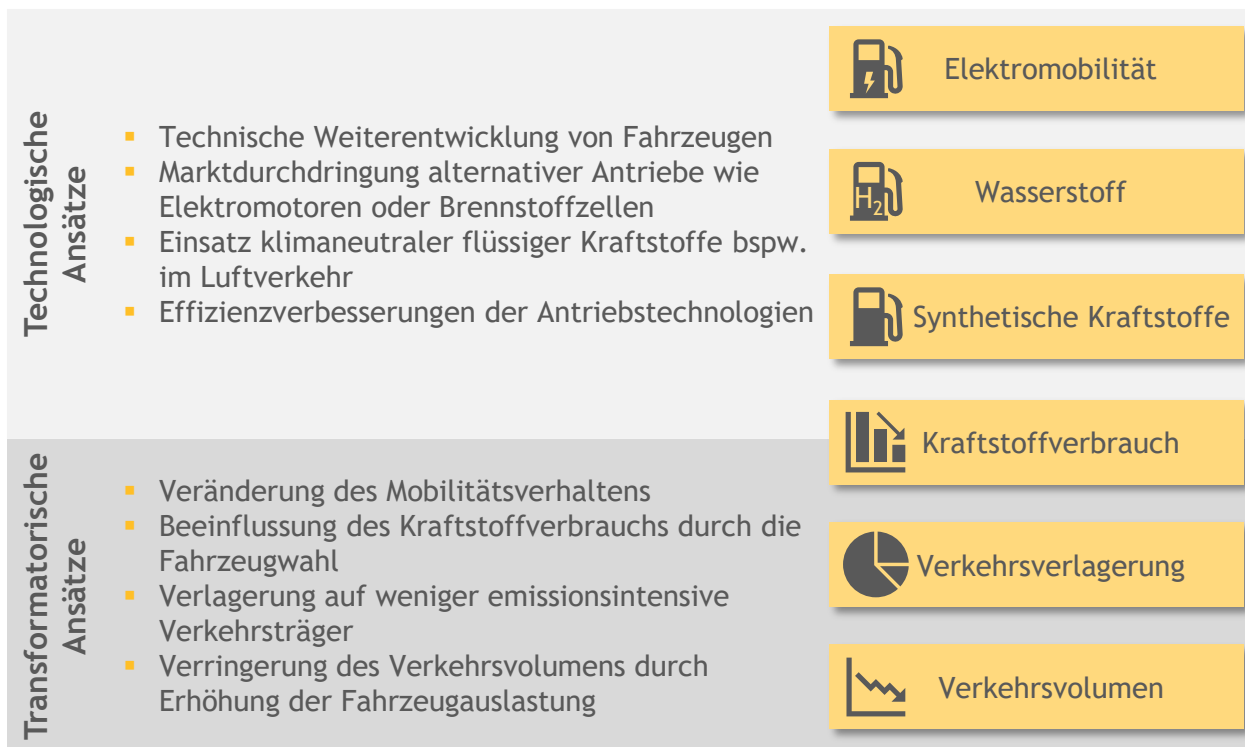 Technologische
Ansätze
▪ Technische Weiterentwicklung von Fahrzeugen
▪ Marktdurchdringung alternativer Antriebe wie
Elektromotoren oder Brennstoffzellen
▪ Einsatz klimaneutraler flüssiger Kraftstoffe bspw.
im Luftverkehr
▪ Effizienzverbesserungen der Antriebstechnologien
Elektromobilität
H₂
Wasserstoff
Synthetische Kraftstoffe
Kraftstoffverbrauch
Transformatorische
Ansätze
▪ Veränderung des Mobilitätsverhaltens
▪ Beeinflussung des Kraftstoffverbrauchs durch die
Fahrzeugwahl
▪ Verlagerung auf weniger emissionsintensive
Verkehrsträger
▪ Verringerung des Verkehrsvolumens durch
Erhöhung der Fahrzeugauslastung
Verkehrsverlagerung
Verkehrsvolumen